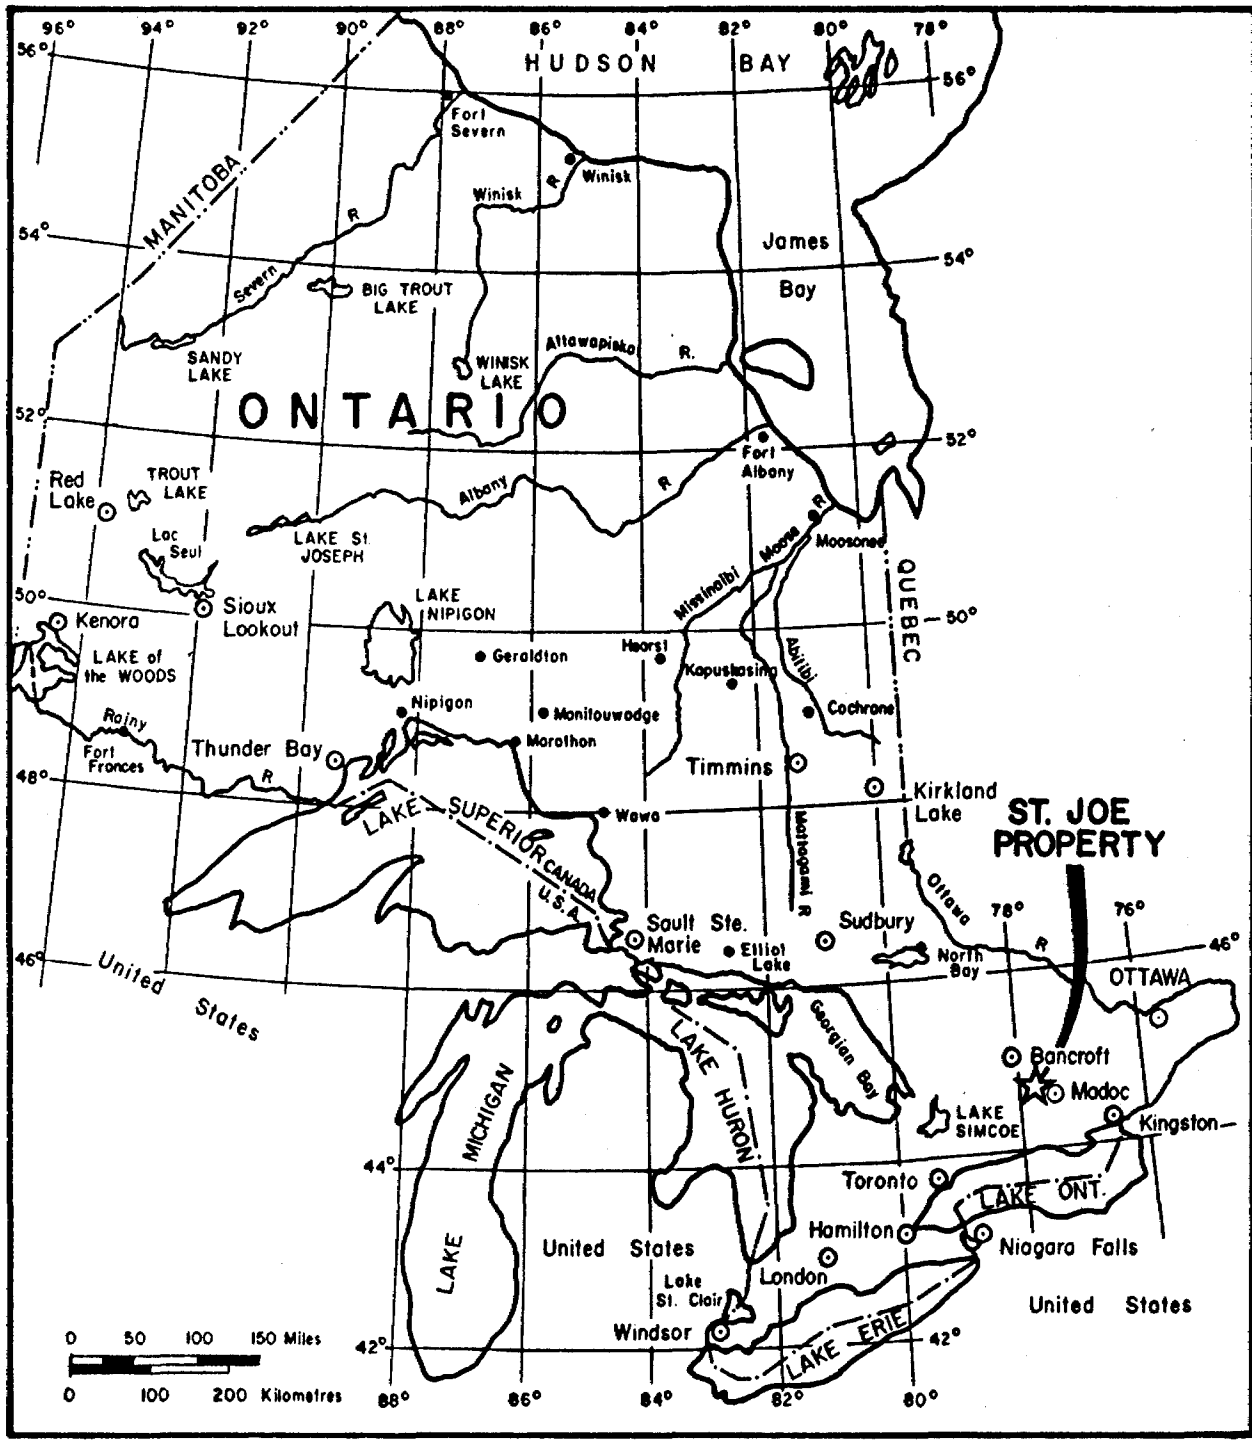 96° 94° 92° 90° 88° 86° 84° 82° 80° 78°
56°
HUDSON BAY
56°
Fort
Severn
MANITOBA
Winisk
Winisk R
R
54°
Severn
James
Bay
54°
BIG TROUT
LAKE
SANDY
LAKE
WINISK
LAKE
Attawapiska R.
ONTARIO
52°
52°
Fort
Albany
Red
Lake
TROUT
LAKE
Albany R
Lac
Seul
LAKE St.
JOSEPH
Moose R
Moosonee
QUEBEC
Missinaibi
50°
50°
Kenora
Sioux
Lookout
LAKE
NIPIGON
LAKE of
the WOODS
Geraldton
Hearst
Kapuskasing
Abitibi
Nipigon
Manitouwadge
Cochrane
Rainy
Fort
Frances
R
Thunder Bay
Marathon
Timmins
48°
Kirkland
Lake
LAKE SUPERIOR
Wawa
CANADA
U.S.A.
Mattagami R
ST. JOE
PROPERTY
Ottawa R
78° 76°
46°
Sault Ste.
Marie
Elliot
Lake
Sudbury
North
Bay
OTTAWA
46°
United
States
Georgian Bay
LAKE HURON
Bancroft
Madoc
LAKE
SIMCOE
Kingston
LAKE MICHIGAN
44°
Toronto
LAKE ONT.
Hamilton
Niagara Falls
United States
London
Lake
St. Clair
United States
Windsor
LAKE ERIE
42°
42°
0 50 100 150 Miles
0 100 200 Kilometres
88° 86° 84° 82° 80°